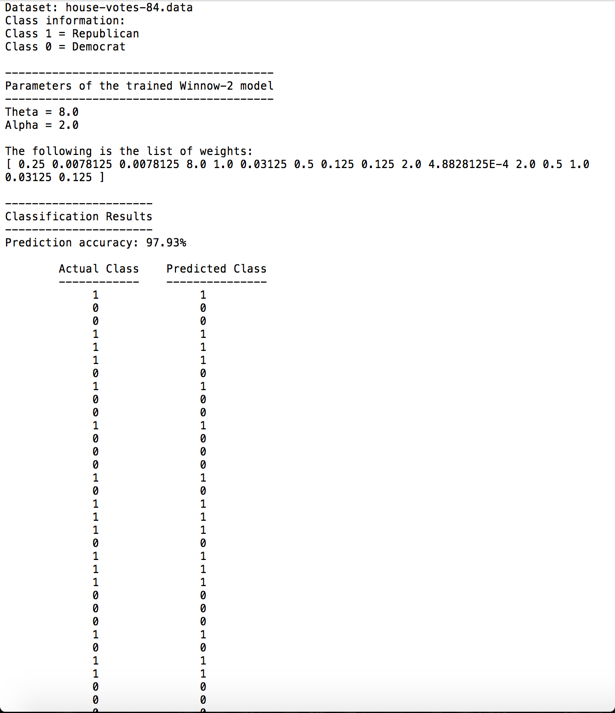 Dataset: house-votes-84.data
Class information:
Class 1 = Republican
Class 0 = Democrat
----------------------------------------
Parameters of the trained Winnow-2 model
----------------------------------------
Theta = 8.0
Alpha = 2.0
The following is the list of weights:
[ 0.25 0.0078125 0.0078125 8.0 1.0 0.03125 0.5 0.125 0.125 2.0 4.8828125E-4 2.0 0.5 1.0
0.03125 0.125 ]
----------------------
Classification Results
----------------------
Prediction accuracy: 97.93%
Actual Class    Predicted Class
------------    ---------------
1 1
0 0
0 0
1 1
1 1
1 1
0 0
1 1
0 0
0 0
1 1
0 0
0 0
0 0
1 1
0 0
1 1
1 1
1 1
0 0
1 1
1 1
1 1
0 0
0 0
0 0
1 1
0 0
1 1
1 1
0 0
0 0